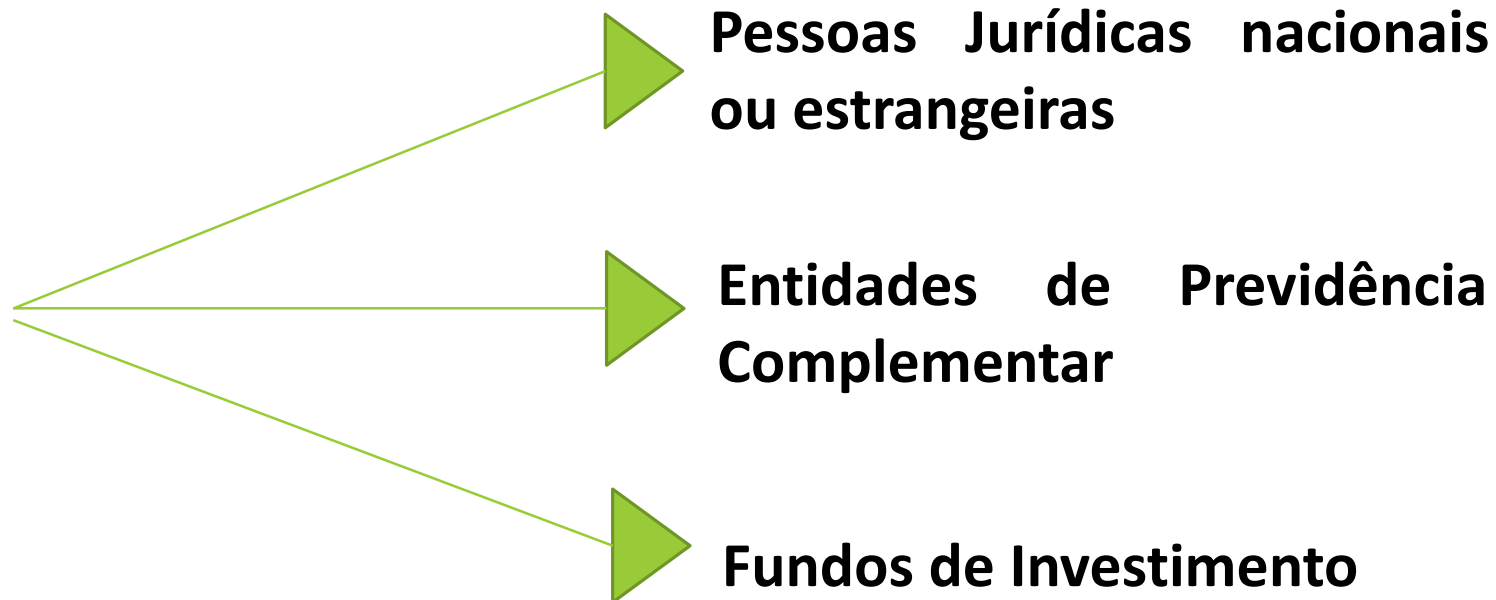 Pessoas Jurídicas nacionais
ou estrangeiras
Entidades de Previdência
Complementar
Fundos de Investimento